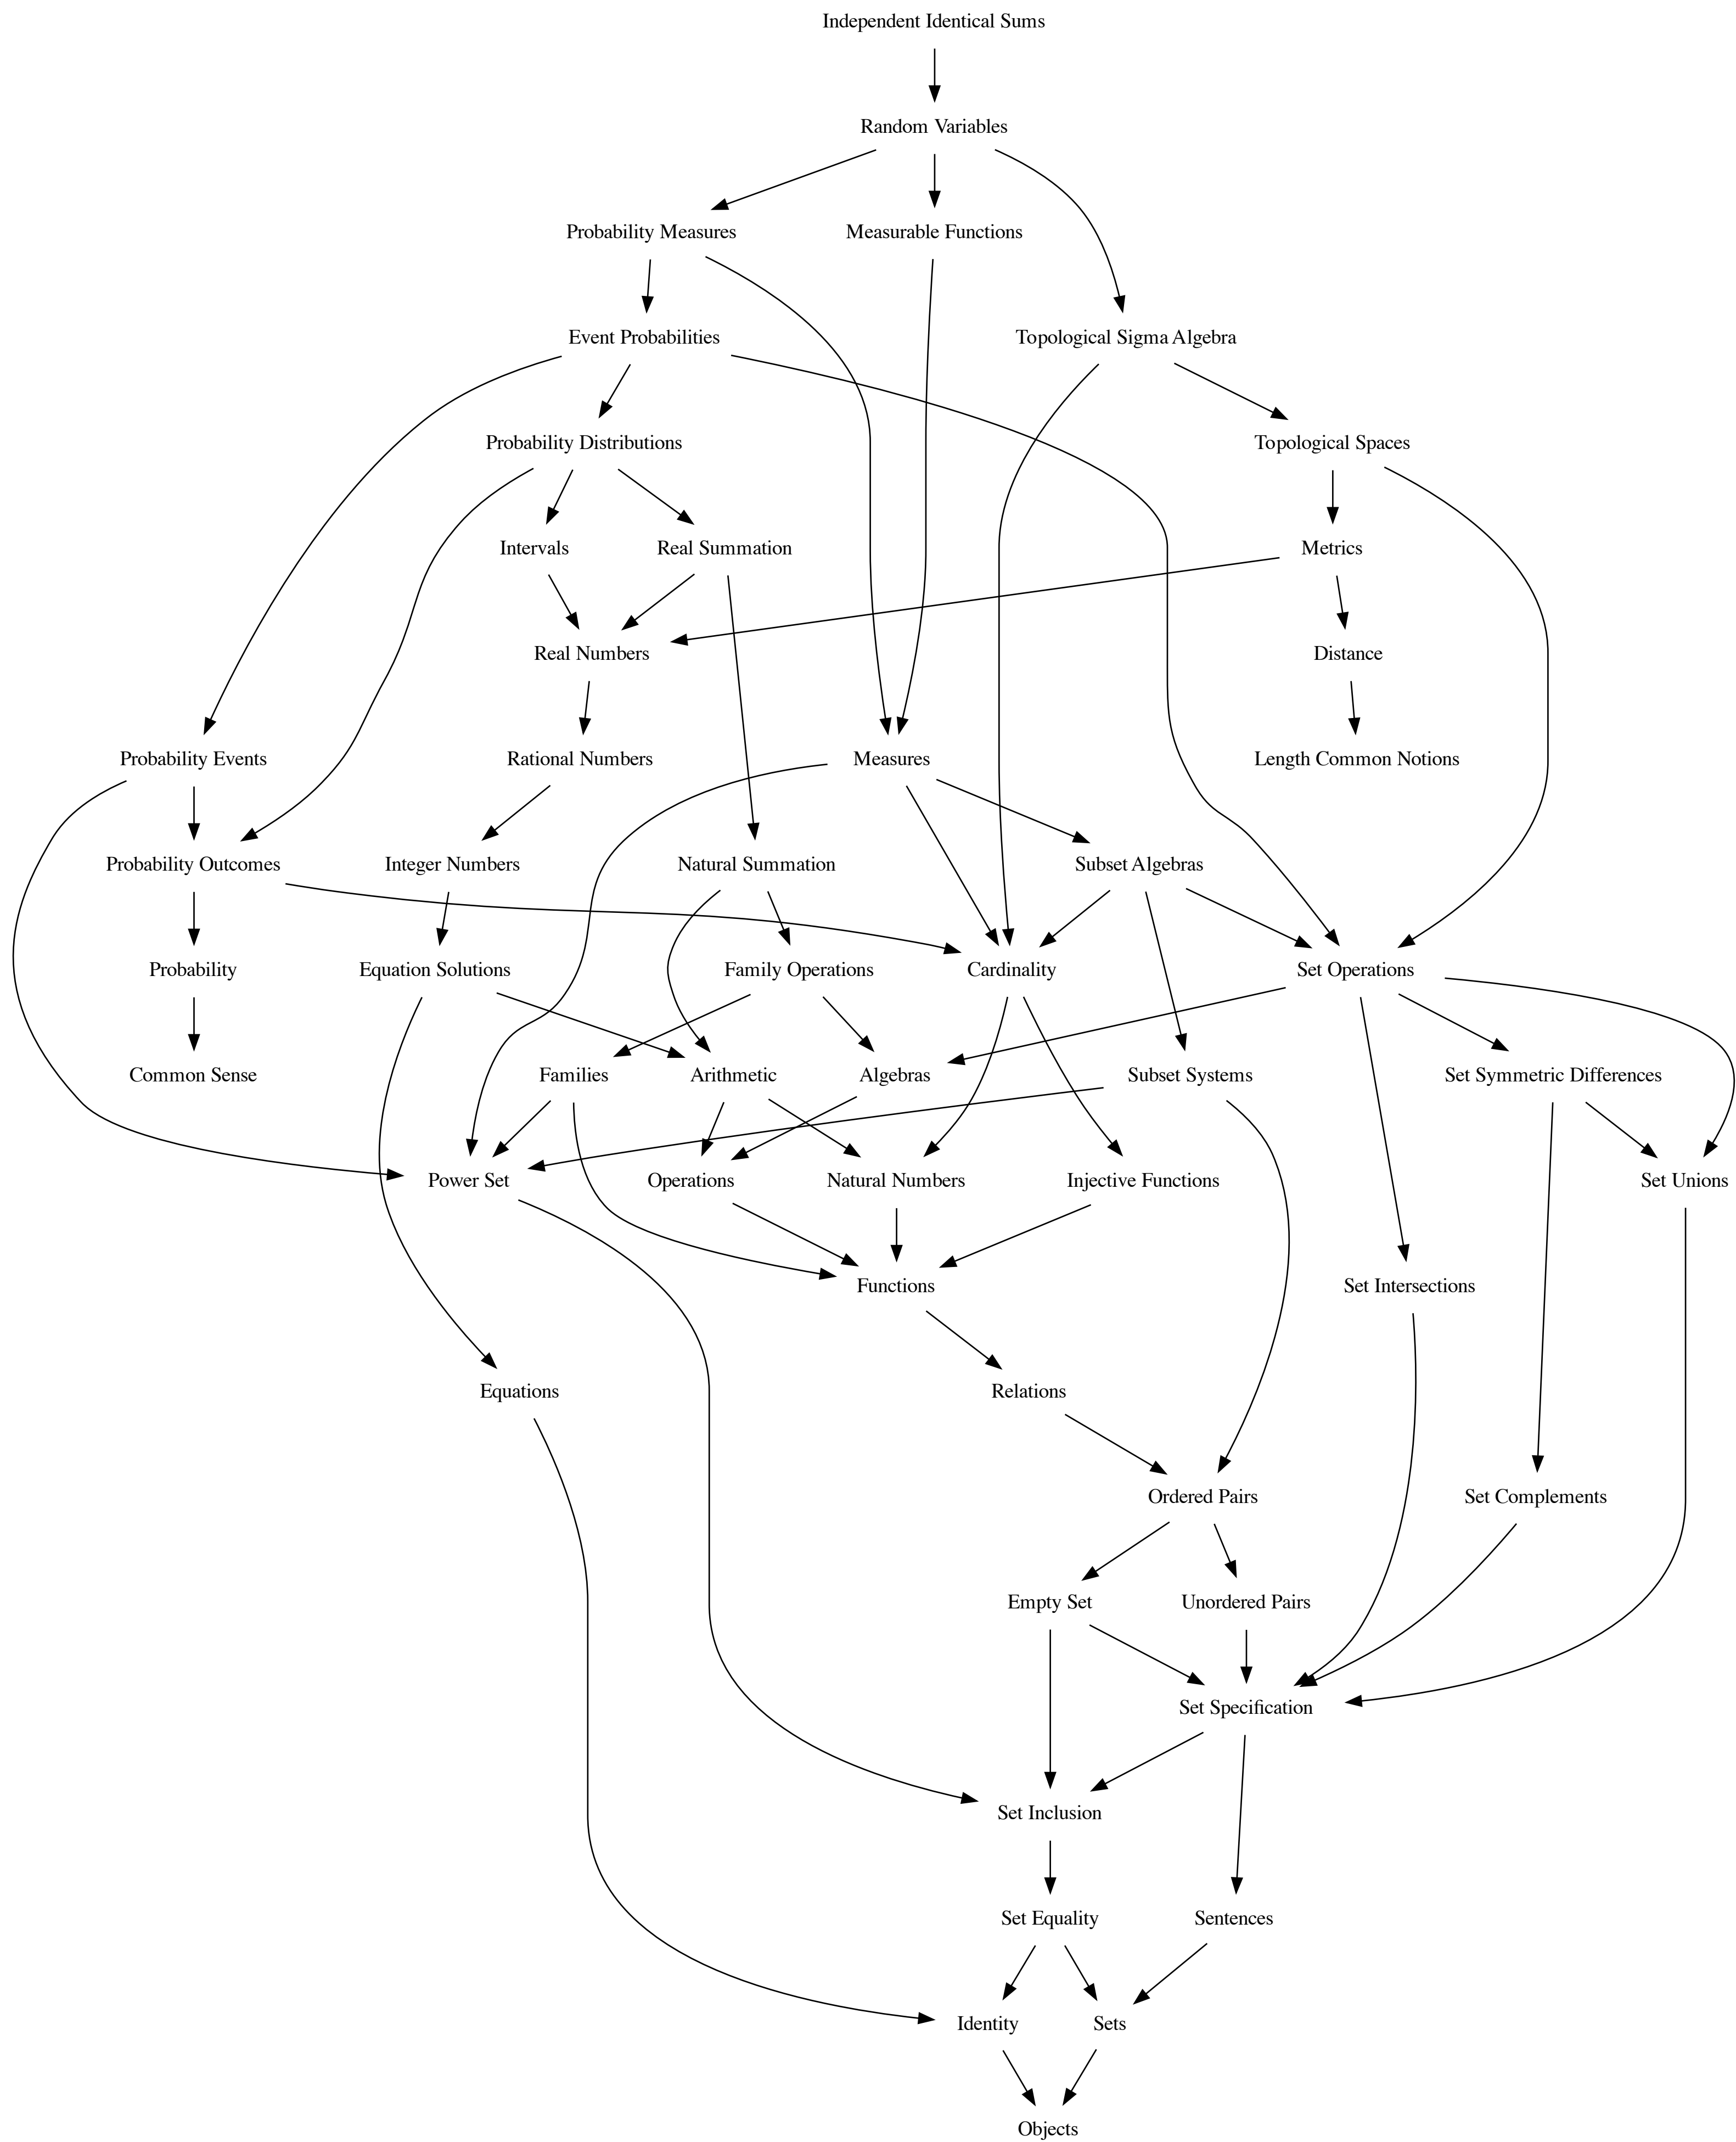 Independent Identical Sums
Random Variables
Probability Measures
Measurable Functions
Event Probabilities
Topological Sigma Algebra
Probability Distributions
Topological Spaces
Intervals
Real Summation
Metrics
Real Numbers
Distance
Probability Events
Rational Numbers
Measures
Length Common Notions
Probability Outcomes
Integer Numbers
Natural Summation
Subset Algebras
Probability
Equation Solutions
Family Operations
Cardinality
Set Operations
Common Sense
Families
Arithmetic
Algebras
Subset Systems
Set Symmetric Differences
Power Set
Operations
Natural Numbers
Injective Functions
Set Unions
Functions
Set Intersections
Equations
Relations
Ordered Pairs
Set Complements
Empty Set
Unordered Pairs
Set Specification
Set Inclusion
Set Equality
Sentences
Identity
Sets
Objects